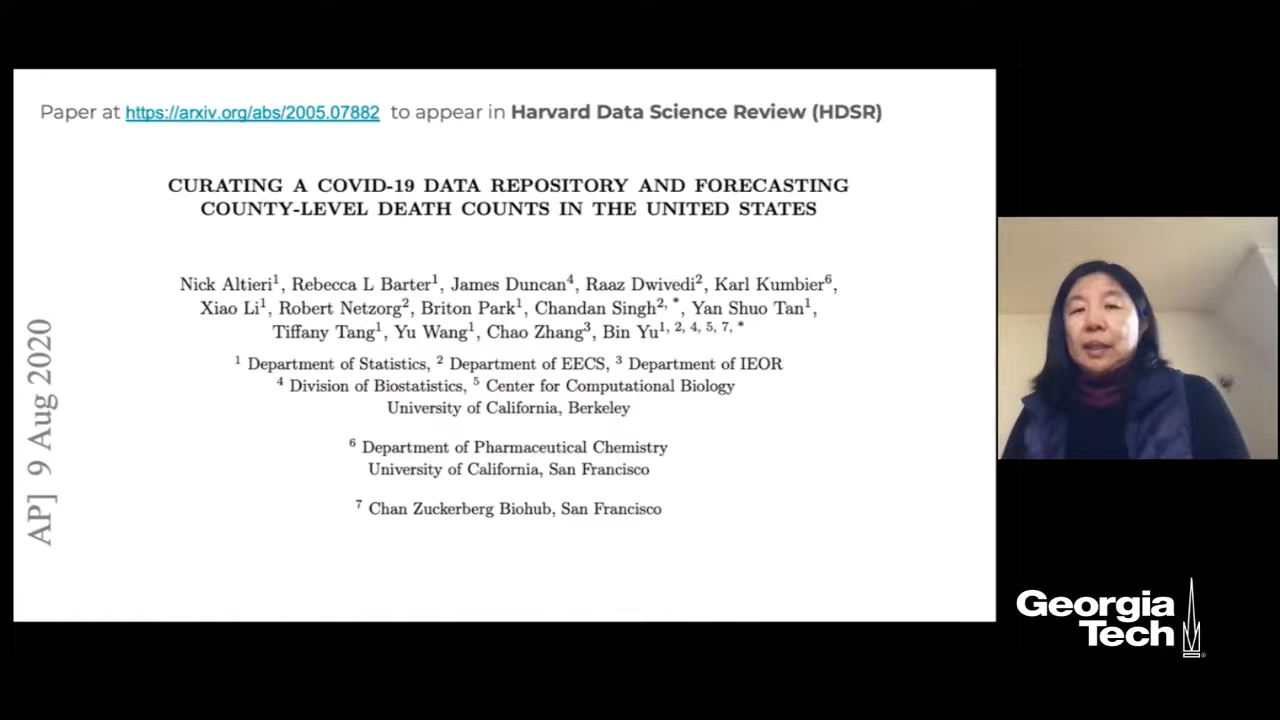 Paper at https://arxiv.org/abs/2005.07882 to appear in Harvard Data Science Review (HDSR)
CURATING A COVID-19 DATA REPOSITORY AND FORECASTING
COUNTY-LEVEL DEATH COUNTS IN THE UNITED STATES
Nick Altieri¹, Rebecca L Barter¹, James Duncan⁴, Raaz Dwivedi², Karl Kumbier⁶,
Xiao Li¹, Robert Netzorg², Briton Park¹, Chandan Singh²,*, Yan Shuo Tan¹,
Tiffany Tang¹, Yu Wang¹, Chao Zhang³, Bin Yu¹, ², ⁴, ⁵, ⁷, *
¹ Department of Statistics, ² Department of EECS, ³ Department of IEOR
⁴ Division of Biostatistics, ⁵ Center for Computational Biology
University of California, Berkeley
⁶ Department of Pharmaceutical Chemistry
University of California, San Francisco
⁷ Chan Zuckerberg Biohub, San Francisco
AP] 9 Aug 2020
Georgia
Tech